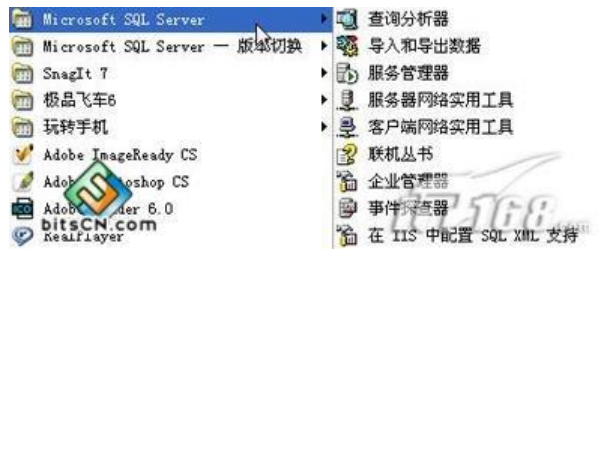 Microsoft SQL Server
Microsoft SQL Server — 版本切换
SnagIt 7
极品飞车6
玩转手机
Adobe ImageReady CS
Adobe Photoshop CS
Adobe Reader 6.0
RealPlayer
bitsCN.com
查询分析器
导入和导出数据
服务管理器
服务器网络实用工具
客户端网络实用工具
联机丛书
企业管理器
事件探查器
在 IIS 中配置 SQL XML 支持
IT168.com